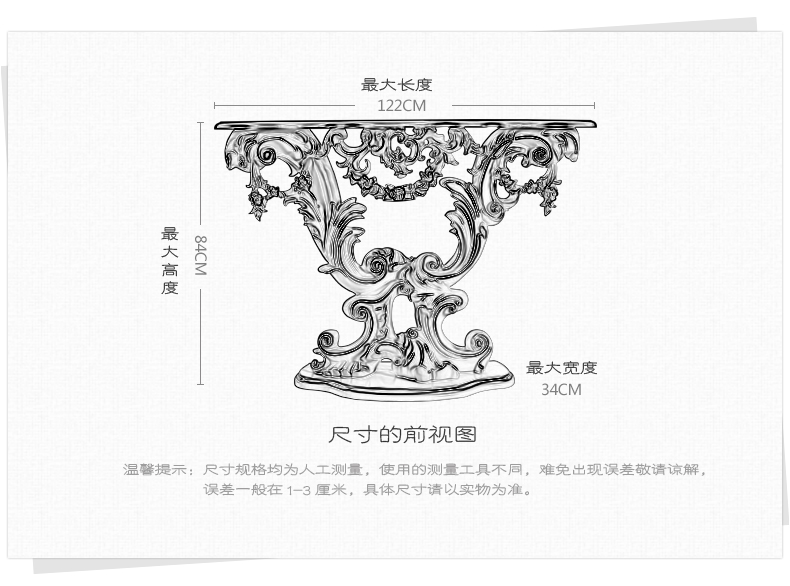 最大长度
122CM
最大高度
84CM
最大宽度
34CM
尺寸的前视图
温馨提示：尺寸规格均为人工测量，使用的测量工具不同，难免出现误差敬请谅解，
误差一般在1-3厘米，具体尺寸请以实物为准。